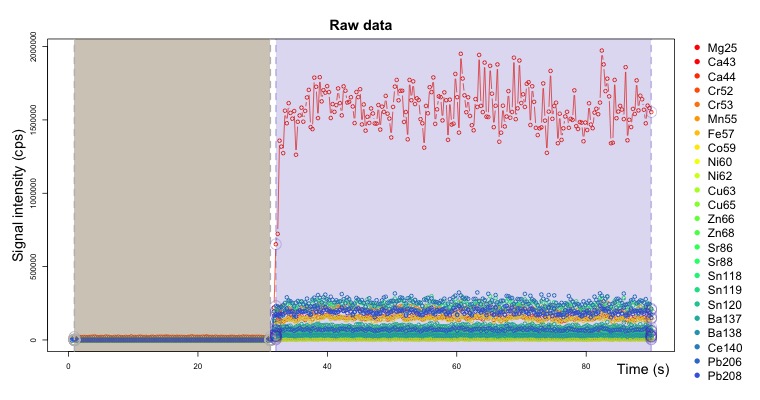 Raw data
Signal intensity (cps)
2000000
1500000
1000000
500000
0
0 20 40 60 80
Time (s)
Mg25
Ca43
Ca44
Cr52
Cr53
Mn55
Fe57
Co59
Ni60
Ni62
Cu63
Cu65
Zn66
Zn68
Sr86
Sr88
Sn118
Sn119
Sn120
Ba137
Ba138
Ce140
Pb206
Pb208